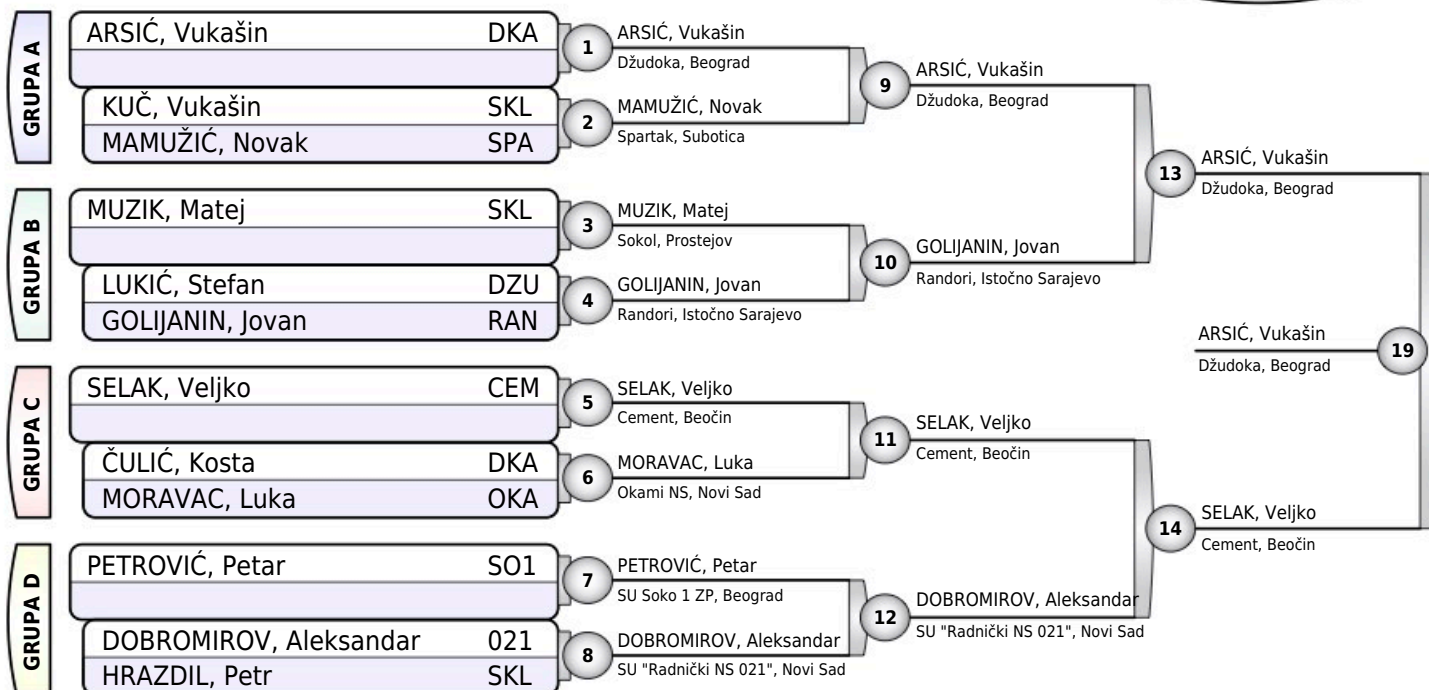 GRUPA A
ARSIĆ, Vukašin DKA
KUČ, Vukašin SKL
MAMUŽIĆ, Novak SPA
GRUPA B
MUZIK, Matej SKL
LUKIĆ, Stefan DZU
GOLIJANIN, Jovan RAN
GRUPA C
SELAK, Veljko CEM
ČULIĆ, Kosta DKA
MORAVAC, Luka OKA
GRUPA D
PETROVIĆ, Petar SO1
DOBROMIROV, Aleksandar 021
HRAZDIL, Petr SKL
1
ARSIĆ, Vukašin
Džudoka, Beograd
2
MAMUŽIĆ, Novak
Spartak, Subotica
3
MUZIK, Matej
Sokol, Prostejov
4
GOLIJANIN, Jovan
Randori, Istočno Sarajevo
5
SELAK, Veljko
Cement, Beočin
6
MORAVAC, Luka
Okami NS, Novi Sad
7
PETROVIĆ, Petar
SU Soko 1 ZP, Beograd
8
DOBROMIROV, Aleksandar
SU "Radnički NS 021", Novi Sad
9
ARSIĆ, Vukašin
Džudoka, Beograd
10
GOLIJANIN, Jovan
Randori, Istočno Sarajevo
11
SELAK, Veljko
Cement, Beočin
12
DOBROMIROV, Aleksandar
SU "Radnički NS 021", Novi Sad
13
ARSIĆ, Vukašin
Džudoka, Beograd
14
SELAK, Veljko
Cement, Beočin
ARSIĆ, Vukašin
Džudoka, Beograd
19